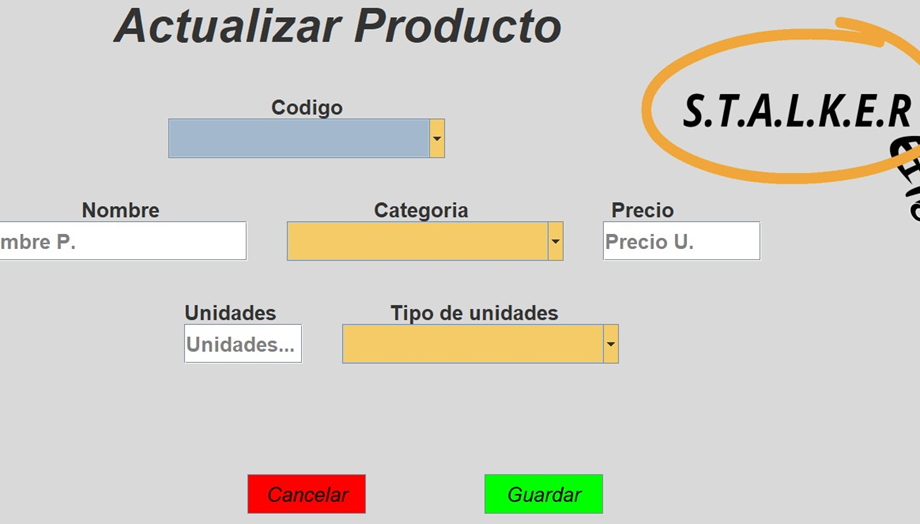 Actualizar Producto
S.T.A.L.K.E.R
Codigo
Nombre
Categoria
Precio
mbre P.
Precio U.
Unidades
Tipo de unidades
Unidades...
Cancelar
Guardar